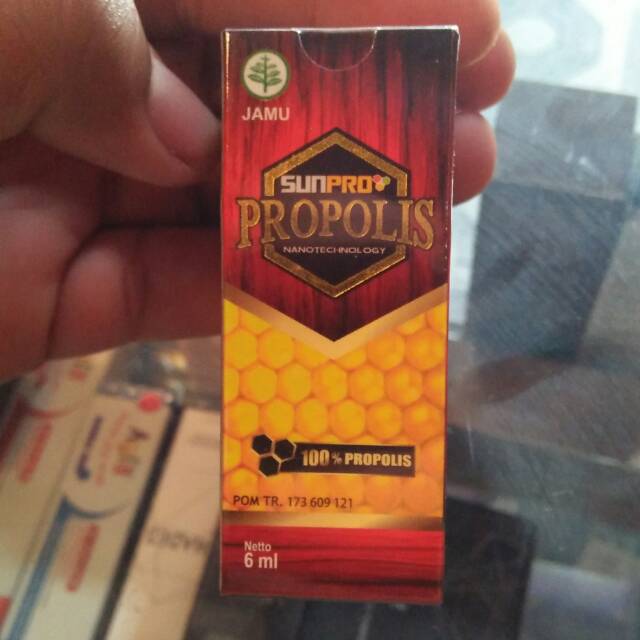 JAMU
SUNPRO
PROPOLIS
NANOTECHNOLOGY
100% PROPOLIS
POM TR. 173 609 121
Netto
6 ml